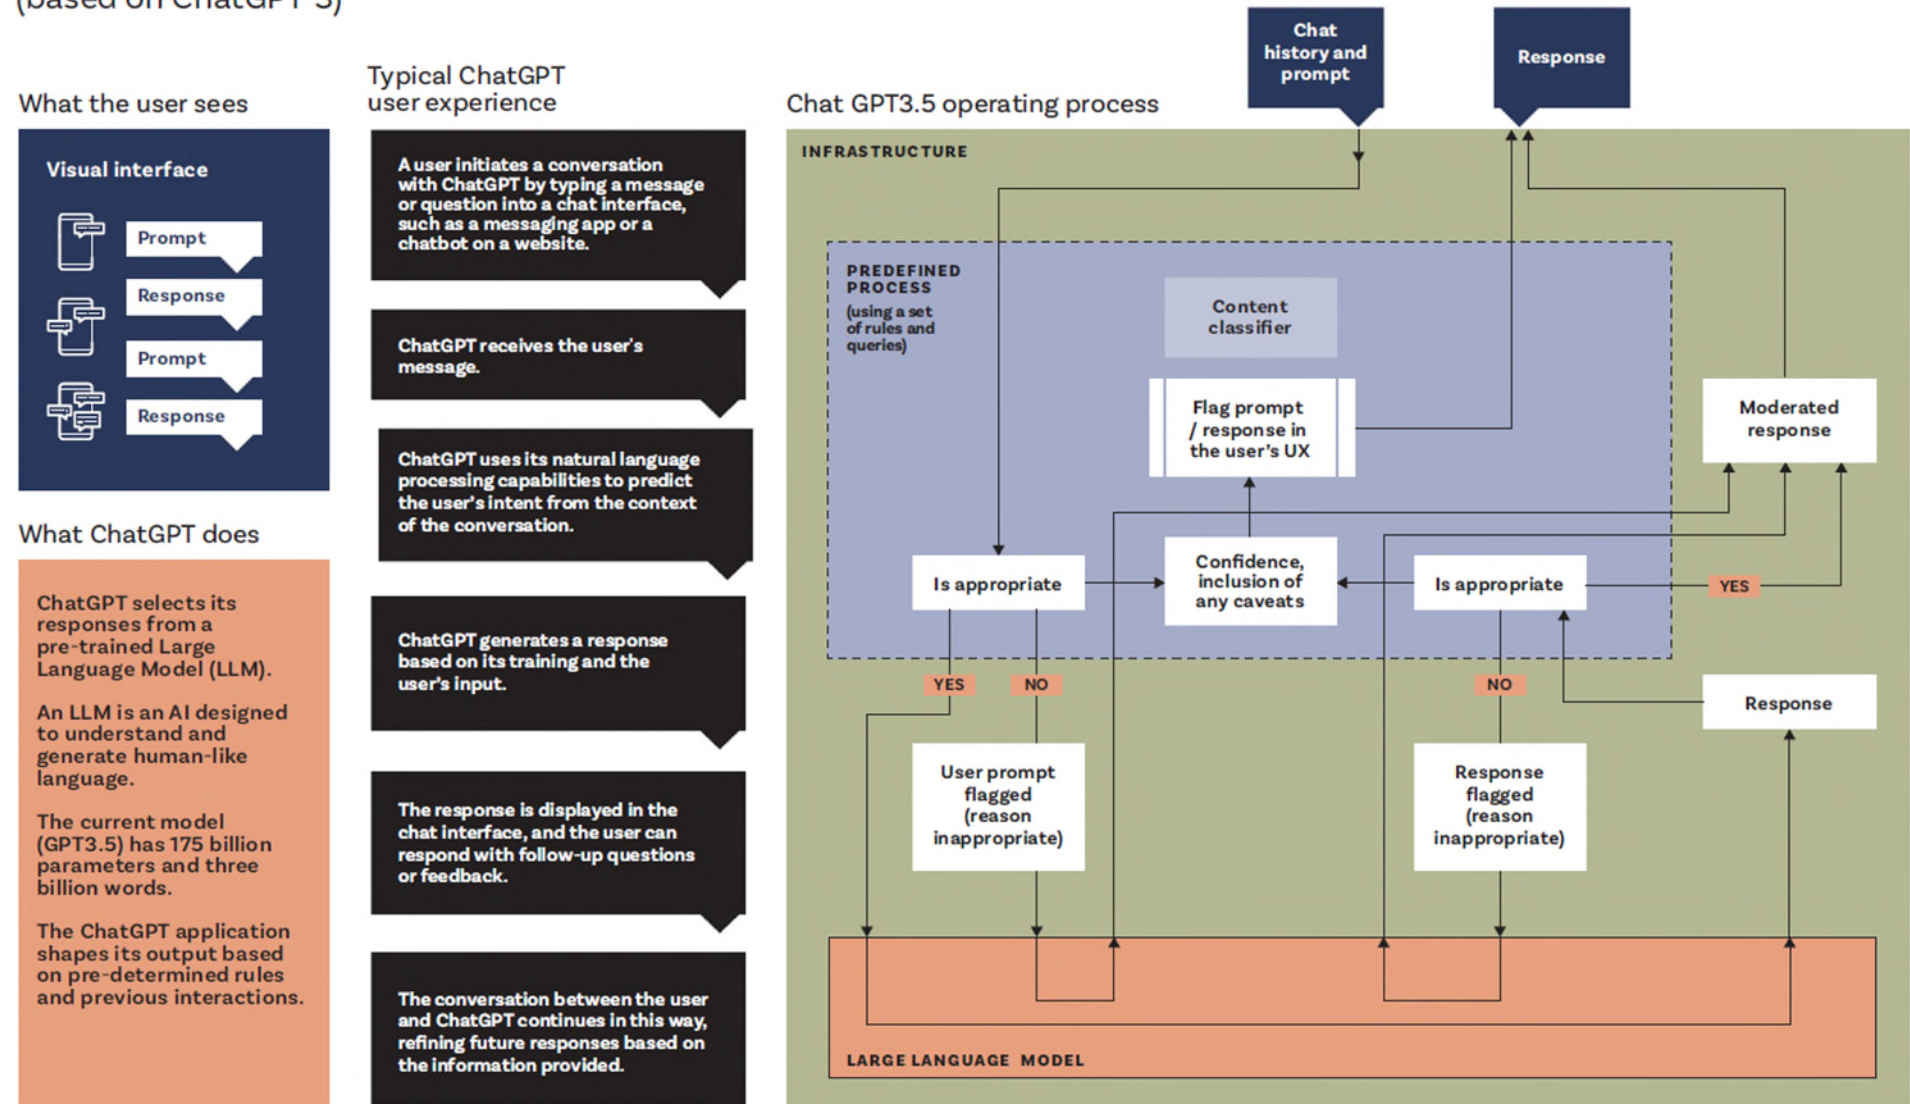 (based on ChatGPT 3)
What the user sees
Visual interface
Prompt
Response
Prompt
Response
What ChatGPT does
ChatGPT selects its
responses from a
pre-trained Large
Language Model (LLM).
An LLM is an AI designed
to understand and
generate human-like
language.
The current model
(GPT3.5) has 175 billion
parameters and three
billion words.
The ChatGPT application
shapes its output based
on pre-determined rules
and previous interactions.
Typical ChatGPT
user experience
A user initiates a conversation
with ChatGPT by typing a message
or question into a chat interface,
such as a messaging app or a
chatbot on a website.
ChatGPT receives the user's
message.
ChatGPT uses its natural language
processing capabilities to predict
the user's intent from the context
of the conversation.
ChatGPT generates a response
based on its training and the
user's input.
The response is displayed in the
chat interface, and the user can
respond with follow-up questions
or feedback.
The conversation between the user
and ChatGPT continues in this way,
refining future responses based on
the information provided.
Chat GPT3.5 operating process
Chat
history and
prompt
Response
INFRASTRUCTURE
PREDEFINED
PROCESS
(using a set
of rules and
queries)
Content
classifier
Flag prompt
/ response in
the user's UX
Moderated
response
Is appropriate
Confidence,
inclusion of
any caveats
Is appropriate
YES
YES
NO
NO
Response
User prompt
flagged
(reason
inappropriate)
Response
flagged
(reason
inappropriate)
LARGE LANGUAGE MODEL